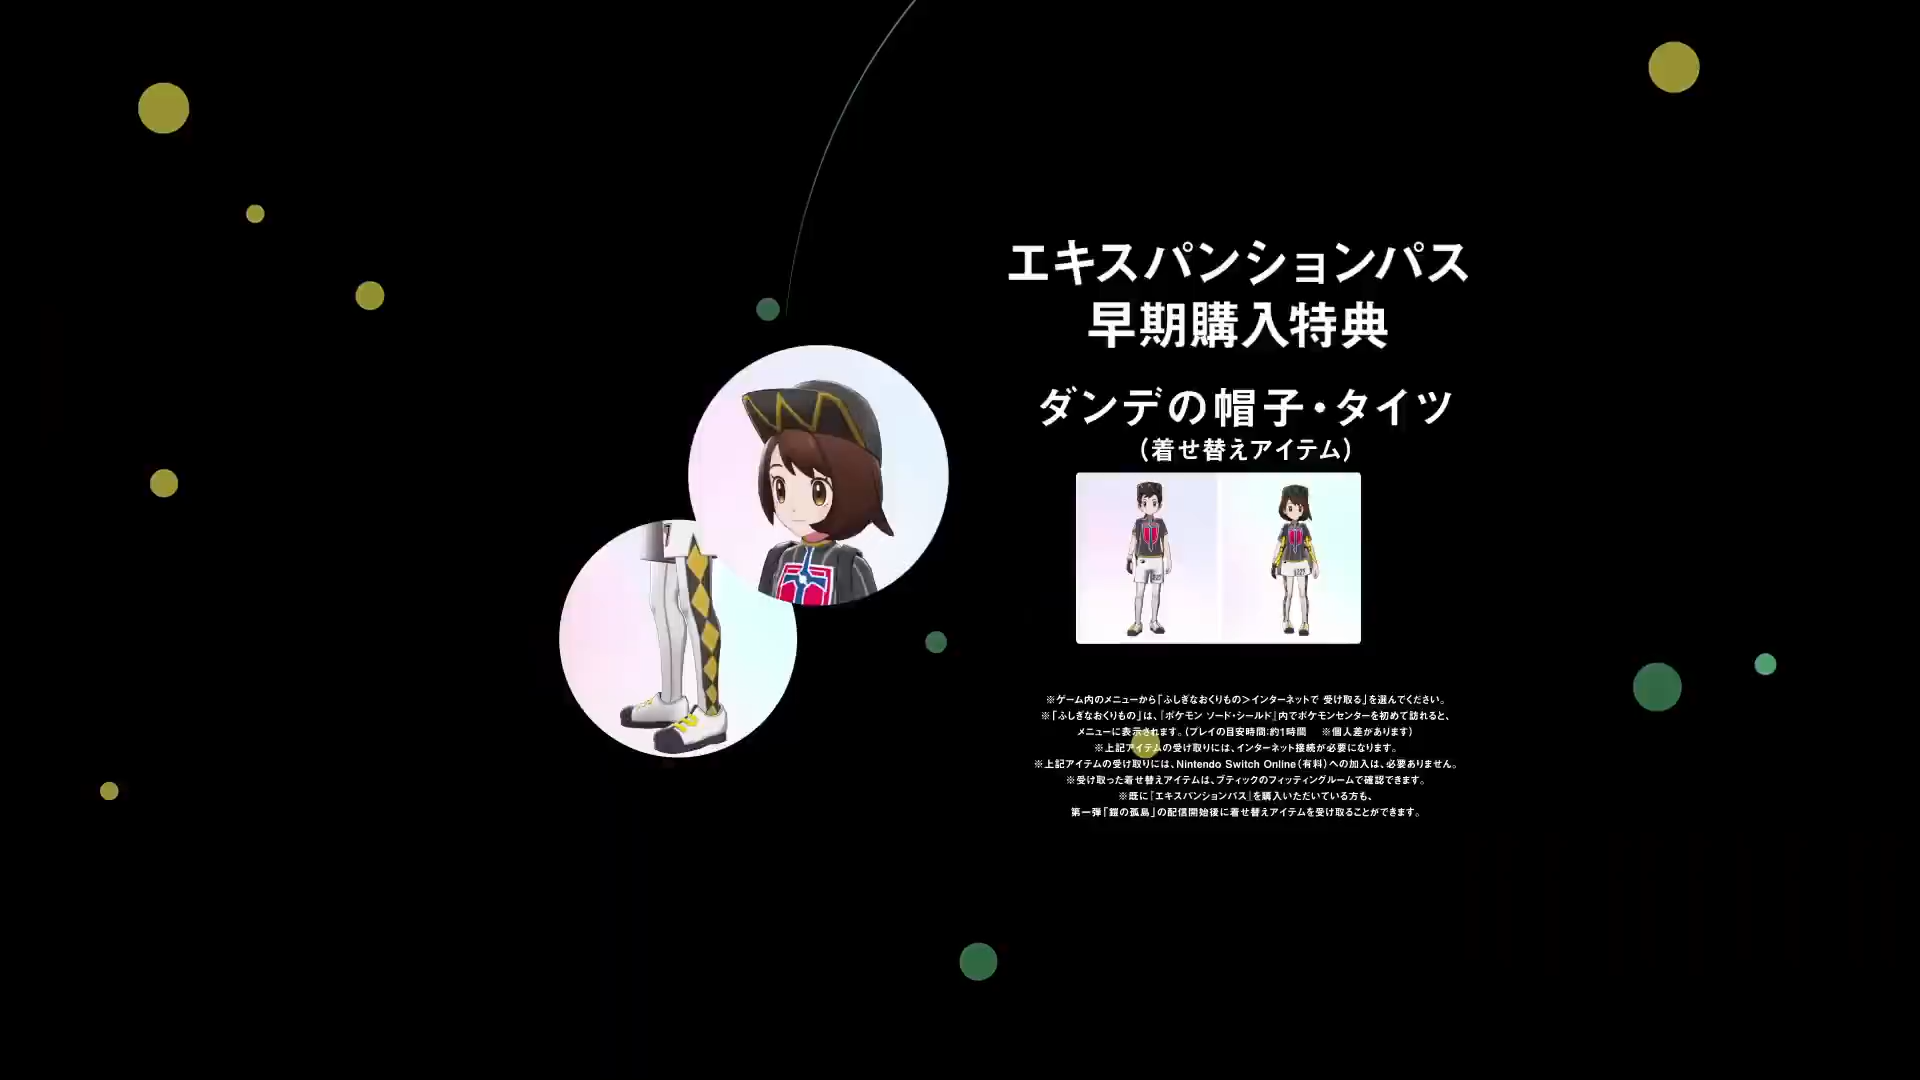 エキスパンションパス
早期購入特典
ダンデの帽子・タイツ
(着せ替えアイテム)
※ゲーム内のメニューから「ふしぎなおくりもの>インターネットで 受け取る」を選んでください。
※「ふしぎなおくりもの」は、『ポケモン ソード・シールド』内でポケモンセンターを初めて訪れると、
メニューに表示されます。(プレイの目安時間:約1時間 ※個人差があります)
※上記アイテムの受け取りには、インターネット接続が必要になります。
※上記アイテムの受け取りには、Nintendo Switch Online(有料)への加入は、必要ありません。
※受け取った着せ替えアイテムは、ブティックのフィッティングルームで確認できます。
※既に『エキスパンションパス』を購入いただいている方も、
第一弾「鎧の孤島」の配信開始後に着せ替えアイテムを受け取ることができます。